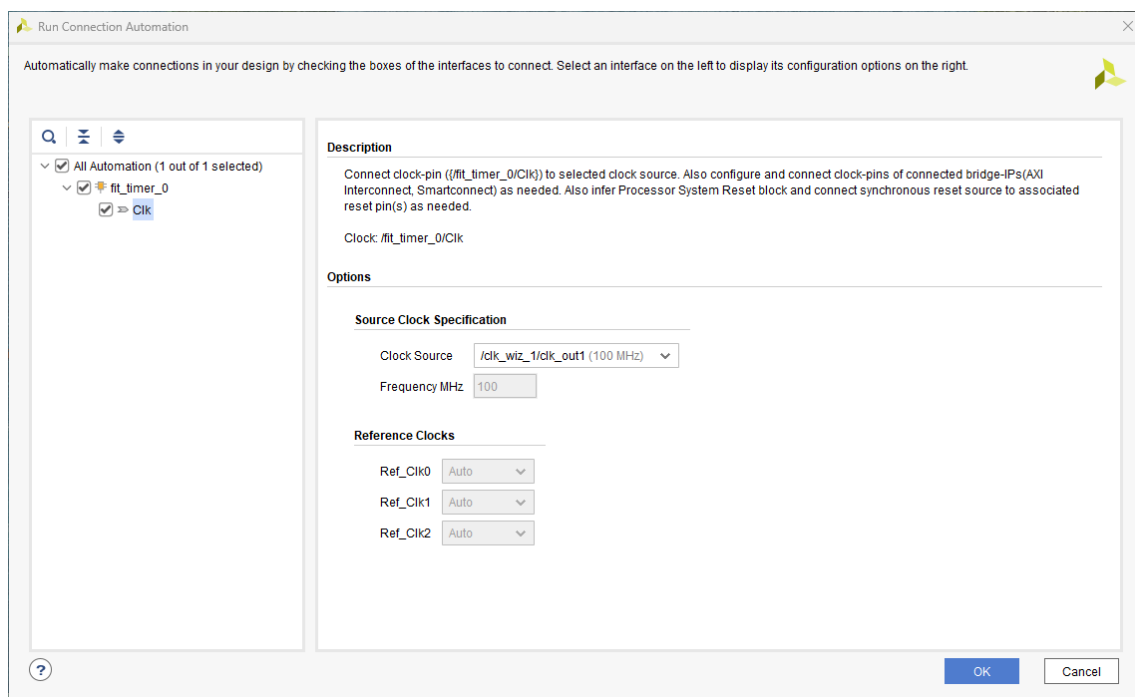 Run Connection Automation
Automatically make connections in your design by checking the boxes of the interfaces to connect. Select an interface on the left to display its configuration options on the right.
All Automation (1 out of 1 selected)
fit_timer_0
Clk
Description
Connect clock-pin ({/fit_timer_0/Clk}) to selected clock source. Also configure and connect clock-pins of connected bridge-IPs(AXI
Interconnect, Smartconnect) as needed. Also infer Processor System Reset block and connect synchronous reset source to associated
reset pin(s) as needed.
Clock: /fit_timer_0/Clk
Options
Source Clock Specification
Clock Source /clk_wiz_1/clk_out1 (100 MHz)
Frequency MHz 100
Reference Clocks
Ref_Clk0 Auto
Ref_Clk1 Auto
Ref_Clk2 Auto
? OK Cancel